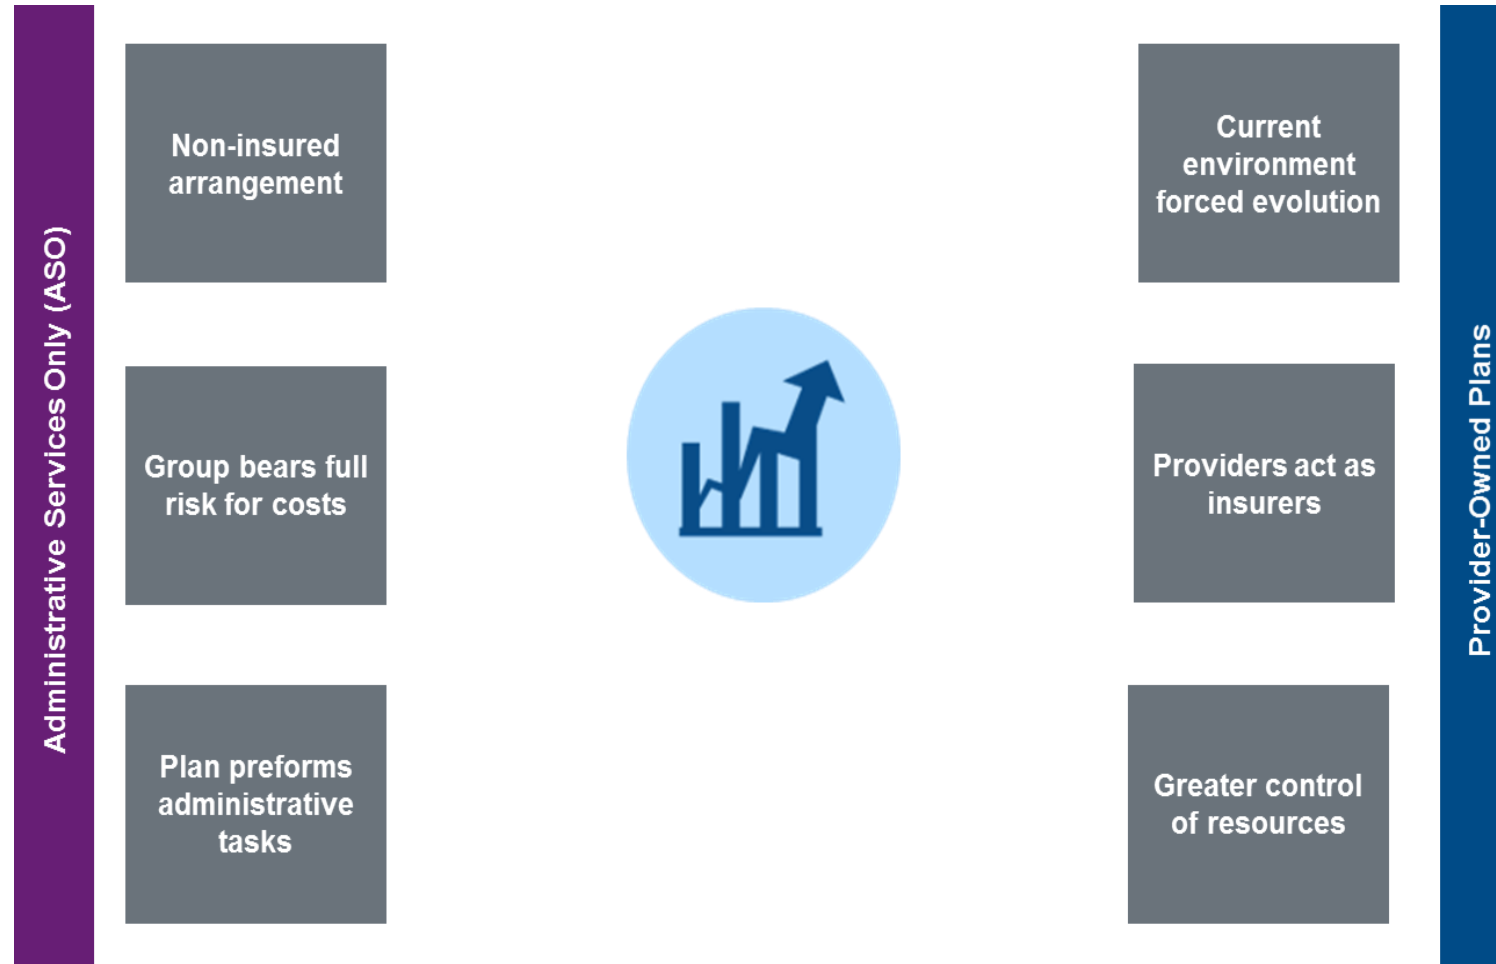 Administrative Services Only (ASO)
Non-insured
arrangement
Group bears full
risk for costs
Plan preforms
administrative
tasks
Current
environment
forced evolution
Providers act as
insurers
Greater control
of resources
Provider-Owned Plans